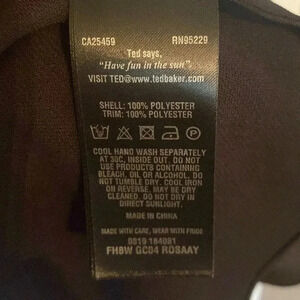 CA25459 RN95229
Ted says,
"Have fun in the sun"
VISIT TED@www.tedbaker.com
SHELL: 100% POLYESTER
TRIM: 100% POLYESTER
COOL HAND WASH SEPARATELY
AT 30C, INSIDE OUT. DO NOT
USE PRODUCTS CONTAINING
BLEACH, OIL OR ALCOHOL. DO
NOT TUMBLE DRY. COOL IRON
ON REVERSE. MAY BE DRY
CLEANED. DO NOT DRY IN
DIRECT SUNLIGHT.
MADE IN CHINA
MADE WITH CARE, WEAR WITH PRIDE
0819 164081
FH8W GC04 ROSAAY